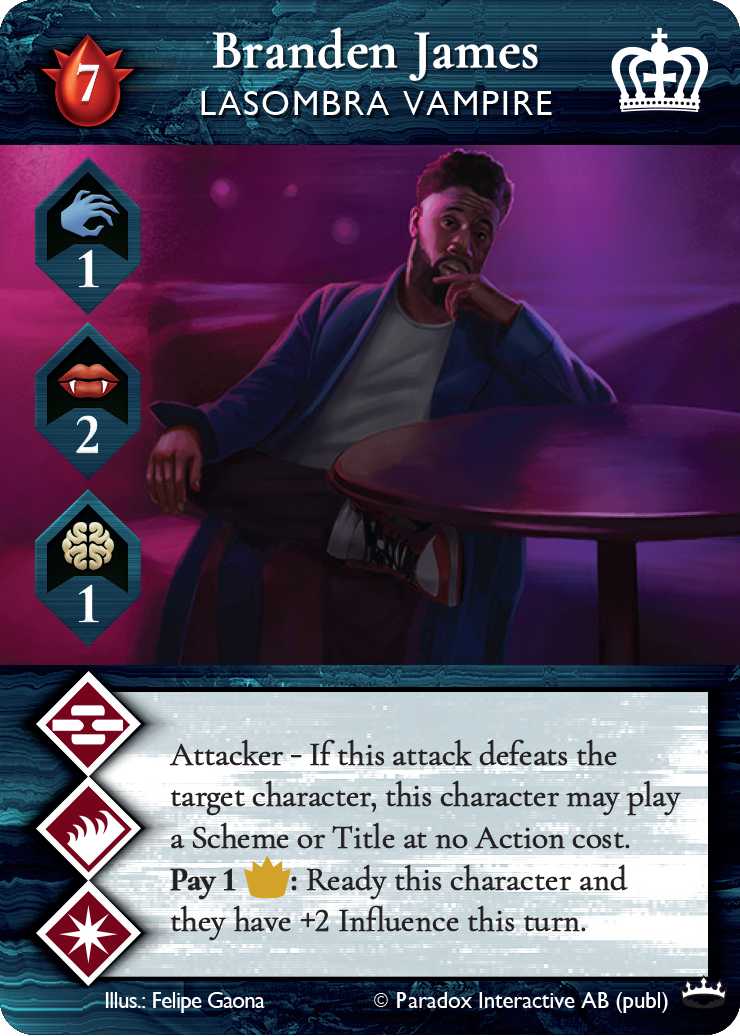 Branden James
7
LASOMBRA VAMPIRE
1
2
1
Attacker - If this attack defeats the
target character, this character may play
a Scheme or Title at no Action cost.
Pay 1 : Ready this character and
they have +2 Influence this turn.
Illus.: Felipe Gaona © Paradox Interactive AB (publ)